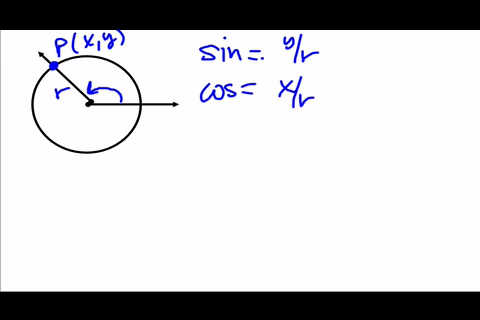 P(x,y)
r
sin = y/r
cos = x/r